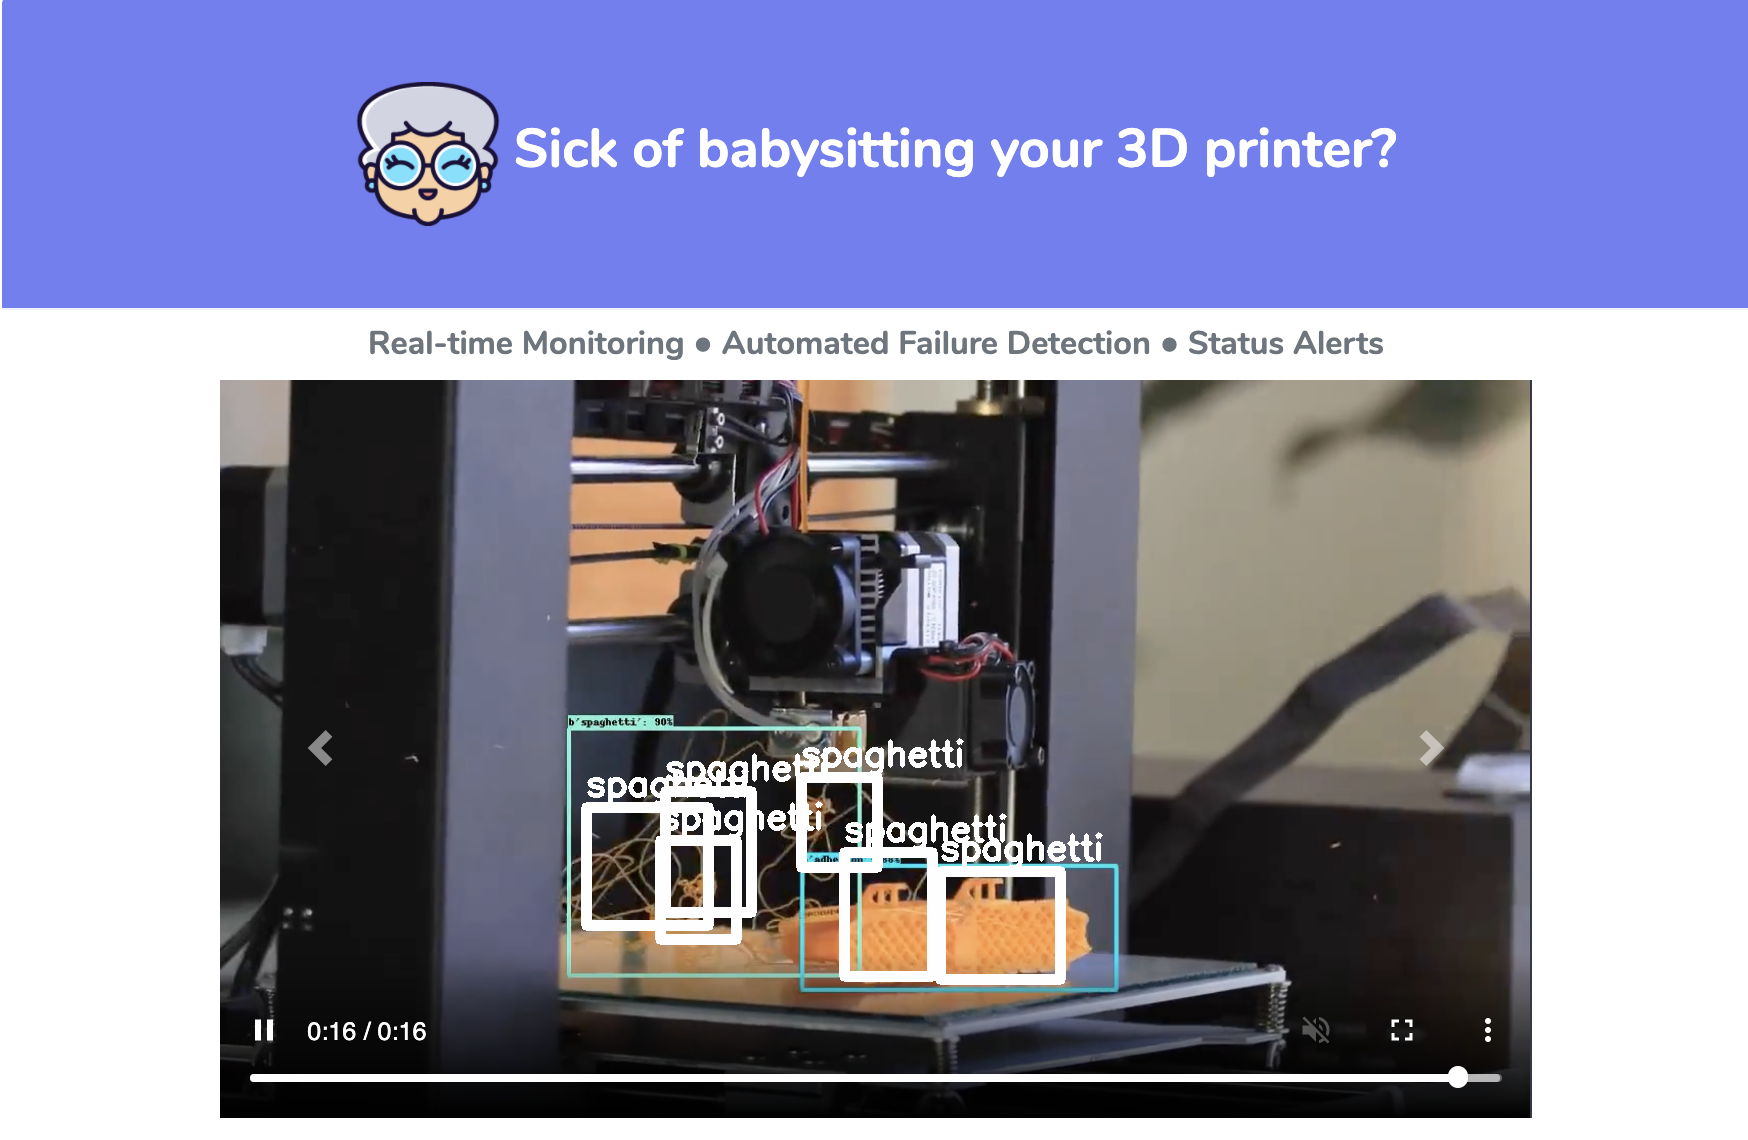 Sick of babysitting your 3D printer?
Real-time Monitoring ● Automated Failure Detection ● Status Alerts
b'spaghetti': 90%
spaghetti
spaghetti
spaghetti
spaghetti
spaghetti
spaghetti
0:16 / 0:16